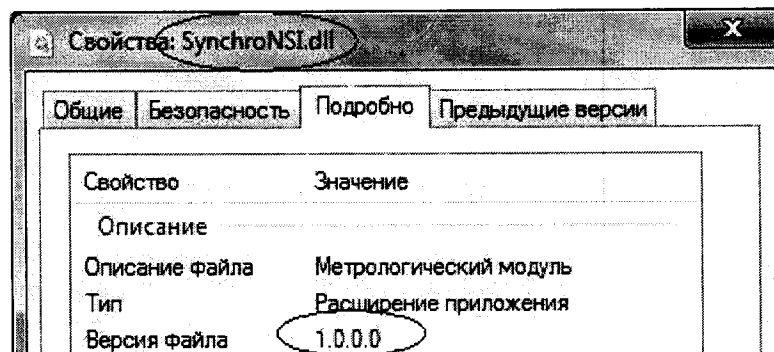 Свойства: SynchroNSI.dll
X
Общие Безопасность Подробно Предыдущие версии
Свойство Значение
Описание
Описание файла Метрологический модуль
Тип Расширение приложения
Версия файла 1.0.0.0